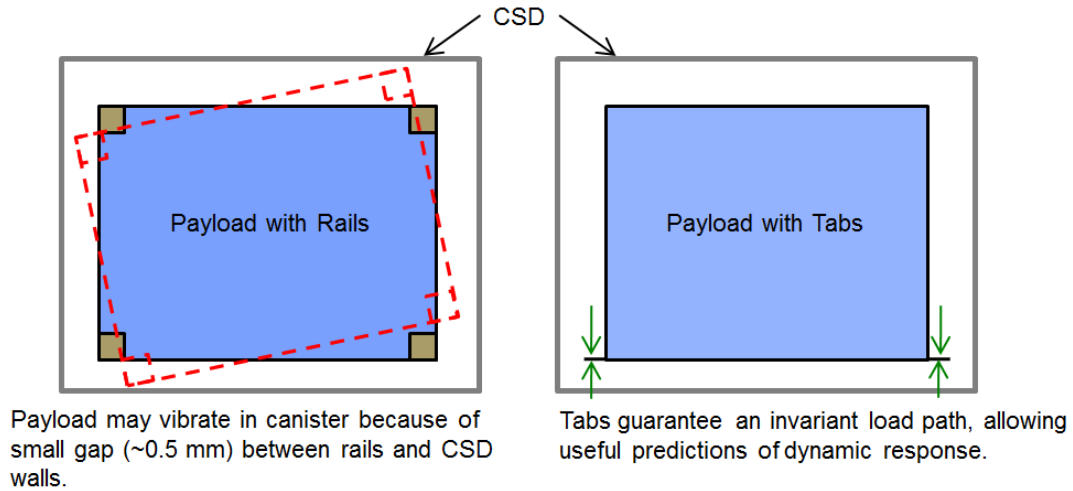 CSD
Payload with Rails
Payload with Tabs
Payload may vibrate in canister because of
small gap (~0.5 mm) between rails and CSD
walls.
Tabs guarantee an invariant load path, allowing
useful predictions of dynamic response.